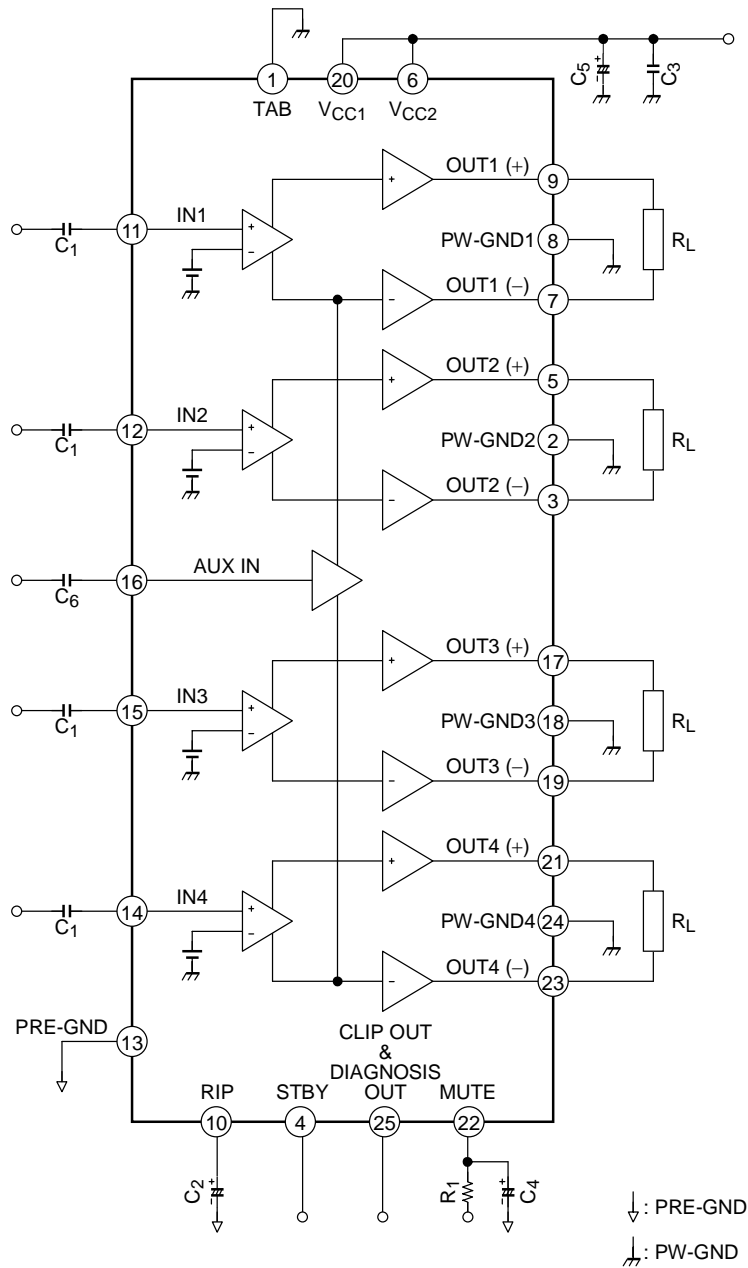 1
TAB
20
VCC1
6
VCC2
C5
C3
11
IN1
C1
+
−
+
−
OUT1 (+)
9
PW-GND1
8
OUT1 (−)
7
RL
12
IN2
C1
+
−
+
−
OUT2 (+)
5
PW-GND2
2
OUT2 (−)
3
RL
16
AUX IN
C6
15
IN3
C1
+
−
+
−
OUT3 (+)
17
PW-GND3
18
OUT3 (−)
19
RL
14
IN4
C1
+
−
+
−
OUT4 (+)
21
PW-GND4
24
OUT4 (−)
23
RL
PRE-GND
13
CLIP OUT
&
DIAGNOSIS
RIP
STBY
OUT
MUTE
10
4
25
22
C2
R1
C4
: PRE-GND
: PW-GND